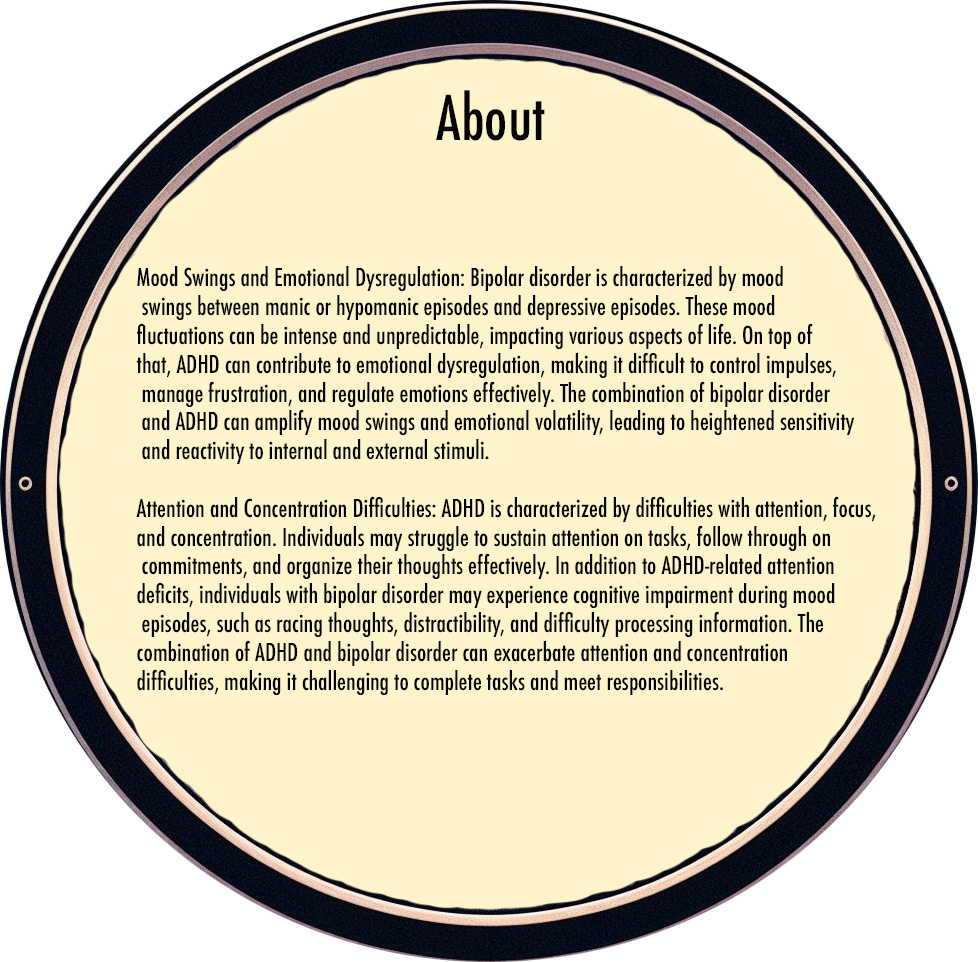 About
Mood Swings and Emotional Dysregulation: Bipolar disorder is characterized by mood
swings between manic or hypomanic episodes and depressive episodes. These mood
fluctuations can be intense and unpredictable, impacting various aspects of life. On top of
that, ADHD can contribute to emotional dysregulation, making it difficult to control impulses,
manage frustration, and regulate emotions effectively. The combination of bipolar disorder
and ADHD can amplify mood swings and emotional volatility, leading to heightened sensitivity
and reactivity to internal and external stimuli.
Attention and Concentration Difficulties: ADHD is characterized by difficulties with attention, focus,
and concentration. Individuals may struggle to sustain attention on tasks, follow through on
commitments, and organize their thoughts effectively. In addition to ADHD-related attention
deficits, individuals with bipolar disorder may experience cognitive impairment during mood
episodes, such as racing thoughts, distractibility, and difficulty processing information. The
combination of ADHD and bipolar disorder can exacerbate attention and concentration
difficulties, making it challenging to complete tasks and meet responsibilities.